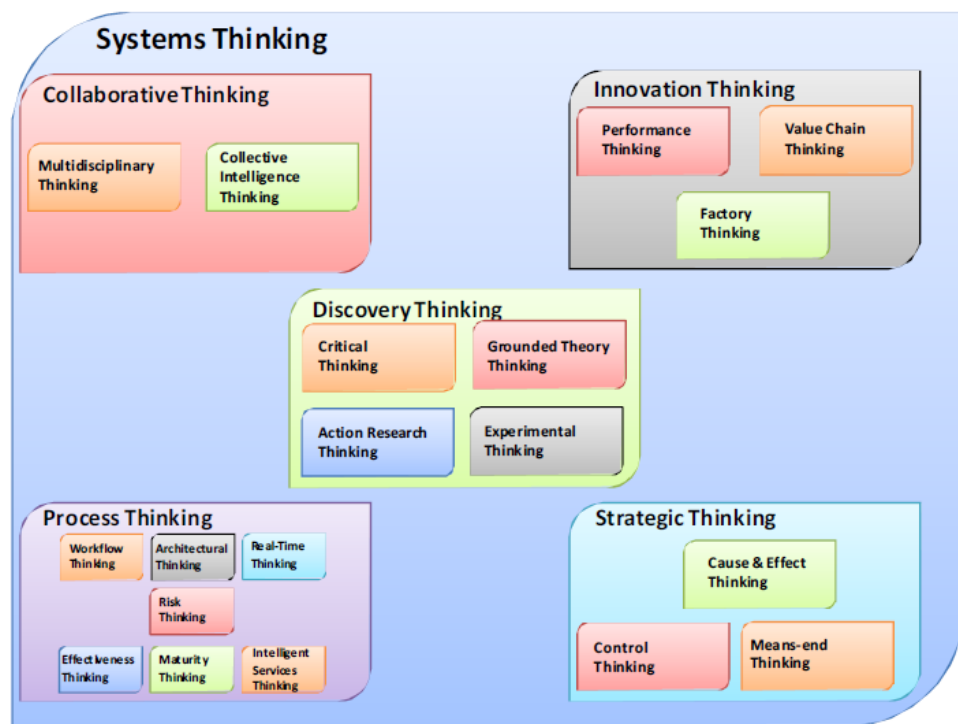 Systems Thinking
Collaborative Thinking
Multidisciplinary
Thinking
Collective
Intelligence
Thinking
Innovation Thinking
Performance
Thinking
Value Chain
Thinking
Factory
Thinking
Discovery Thinking
Critical
Thinking
Grounded Theory
Thinking
Action Research
Thinking
Experimental
Thinking
Process Thinking
Workflow
Thinking
Architectural
Thinking
Real-Time
Thinking
Risk
Thinking
Effectiveness
Thinking
Maturity
Thinking
Intelligent
Services
Thinking
Strategic Thinking
Cause & Effect
Thinking
Control
Thinking
Means-end
Thinking